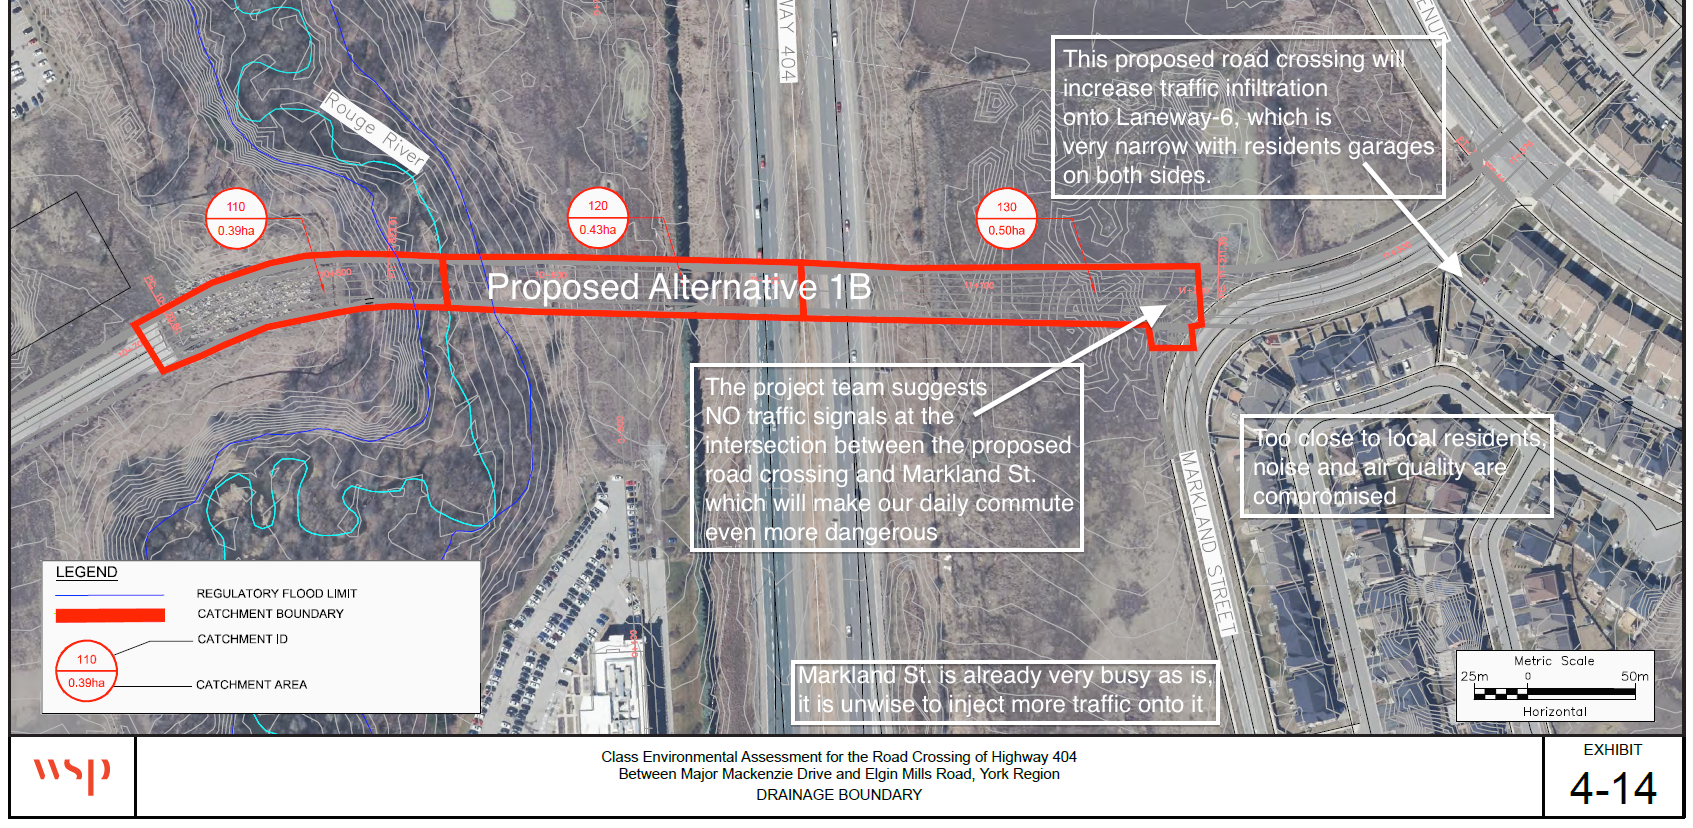 WAY 404
ENUE
Rouge River
This proposed road crossing will
increase traffic infiltration
onto Laneway-6, which is
very narrow with residents garages
on both sides.
110
0.39ha
120
0.43ha
130
0.50ha
Proposed Alternative 1B
The project team suggests
NO traffic signals at the
intersection between the proposed
road crossing and Markland St.
which will make our daily commute
even more dangerous
Too close to local residents,
noise and air quality are
compromised
MARKLAND STREET
Markland St. is already very busy as is,
it is unwise to inject more traffic onto it
LEGEND
REGULATORY FLOOD LIMIT
CATCHMENT BOUNDARY
CATCHMENT ID
110
0.39ha
CATCHMENT AREA
Metric Scale
25m 0 50m
Horizontal
wsp
Class Environmental Assessment for the Road Crossing of Highway 404
Between Major Mackenzie Drive and Elgin Mills Road, York Region
DRAINAGE BOUNDARY
EXHIBIT
4-14